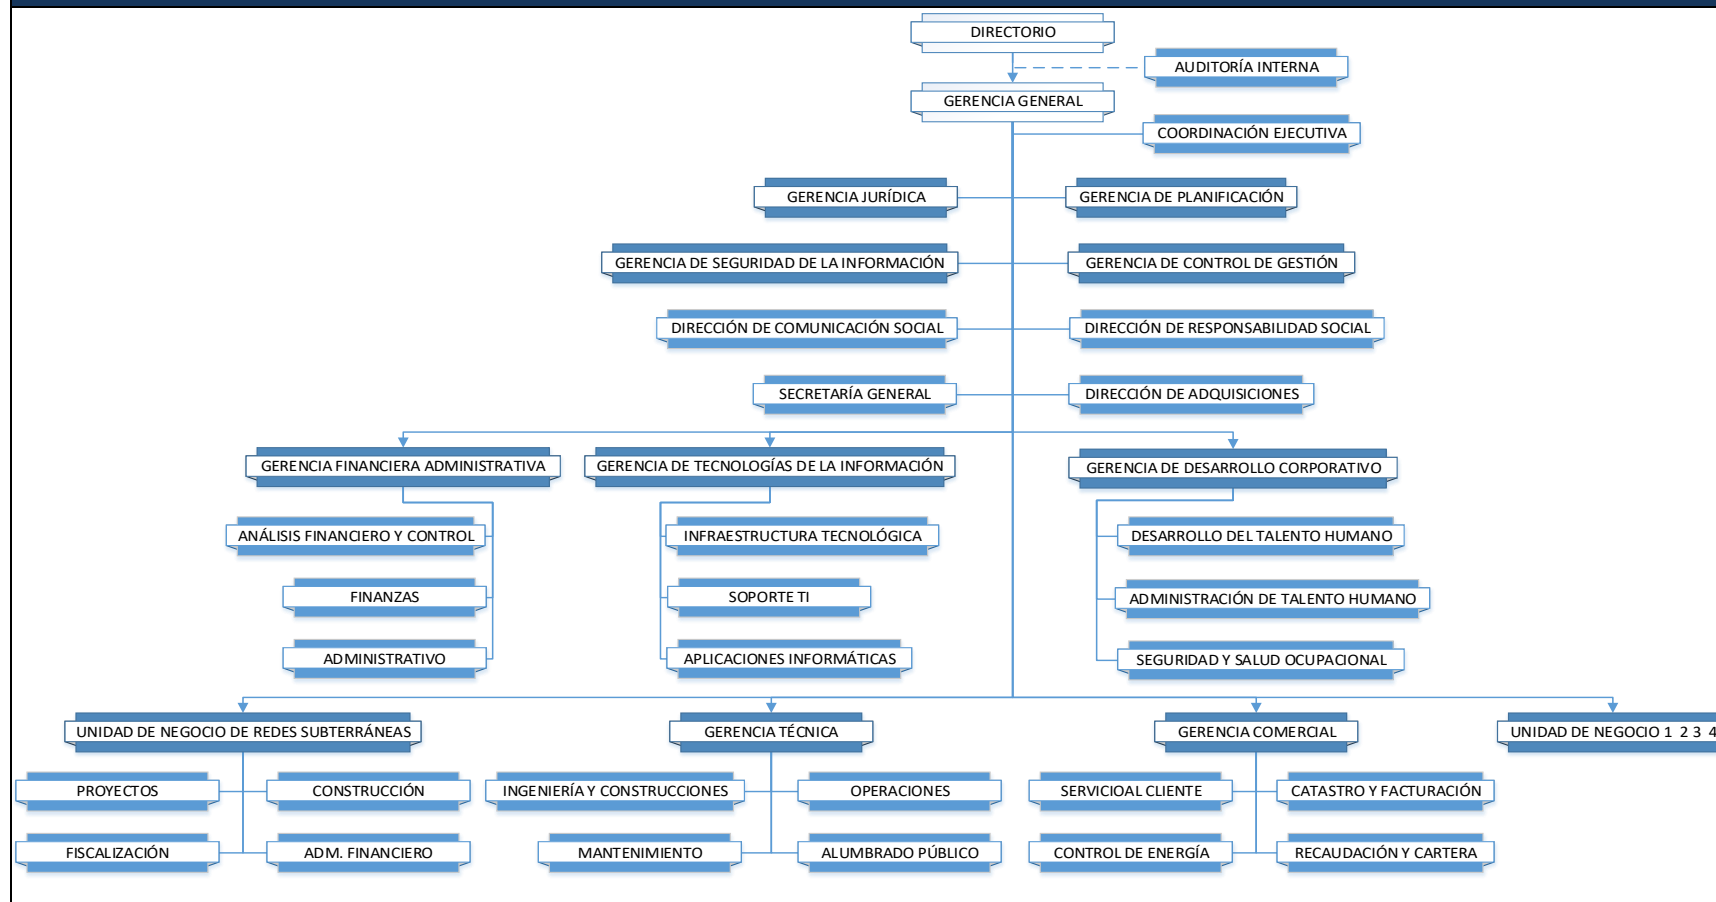 DIRECTORIO
AUDITORÍA INTERNA
GERENCIA GENERAL
COORDINACIÓN EJECUTIVA
GERENCIA JURÍDICA
GERENCIA DE PLANIFICACIÓN
GERENCIA DE SEGURIDAD DE LA INFORMACIÓN
GERENCIA DE CONTROL DE GESTIÓN
DIRECCIÓN DE COMUNICACIÓN SOCIAL
DIRECCIÓN DE RESPONSABILIDAD SOCIAL
SECRETARÍA GENERAL
DIRECCIÓN DE ADQUISICIONES
GERENCIA FINANCIERA ADMINISTRATIVA
GERENCIA DE TECNOLOGÍAS DE LA INFORMACIÓN
GERENCIA DE DESARROLLO CORPORATIVO
ANÁLISIS FINANCIERO Y CONTROL
INFRAESTRUCTURA TECNOLÓGICA
DESARROLLO DEL TALENTO HUMANO
FINANZAS
SOPORTE TI
ADMINISTRACIÓN DE TALENTO HUMANO
ADMINISTRATIVO
APLICACIONES INFORMÁTICAS
SEGURIDAD Y SALUD OCUPACIONAL
UNIDAD DE NEGOCIO DE REDES SUBTERRÁNEAS
GERENCIA TÉCNICA
GERENCIA COMERCIAL
UNIDAD DE NEGOCIO 1 2 3 4
PROYECTOS
CONSTRUCCIÓN
INGENIERÍA Y CONSTRUCCIONES
OPERACIONES
SERVICIOAL CLIENTE
CATASTRO Y FACTURACIÓN
FISCALIZACIÓN
ADM. FINANCIERO
MANTENIMIENTO
ALUMBRADO PÚBLICO
CONTROL DE ENERGÍA
RECAUDACIÓN Y CARTERA